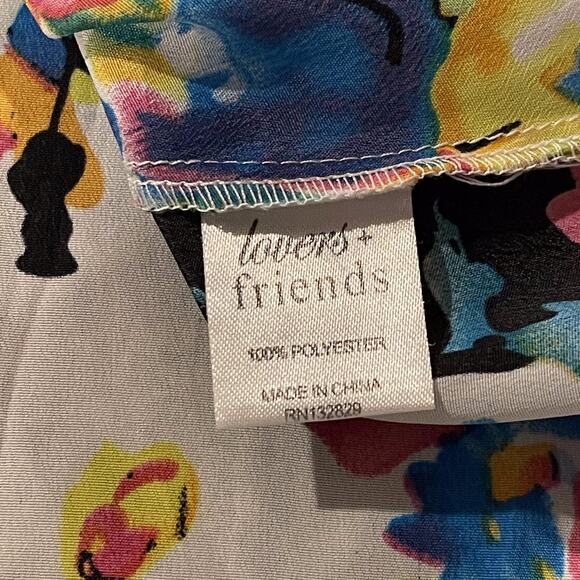 lovers +
friends
100% POLYESTER
MADE IN CHINA
RN132829